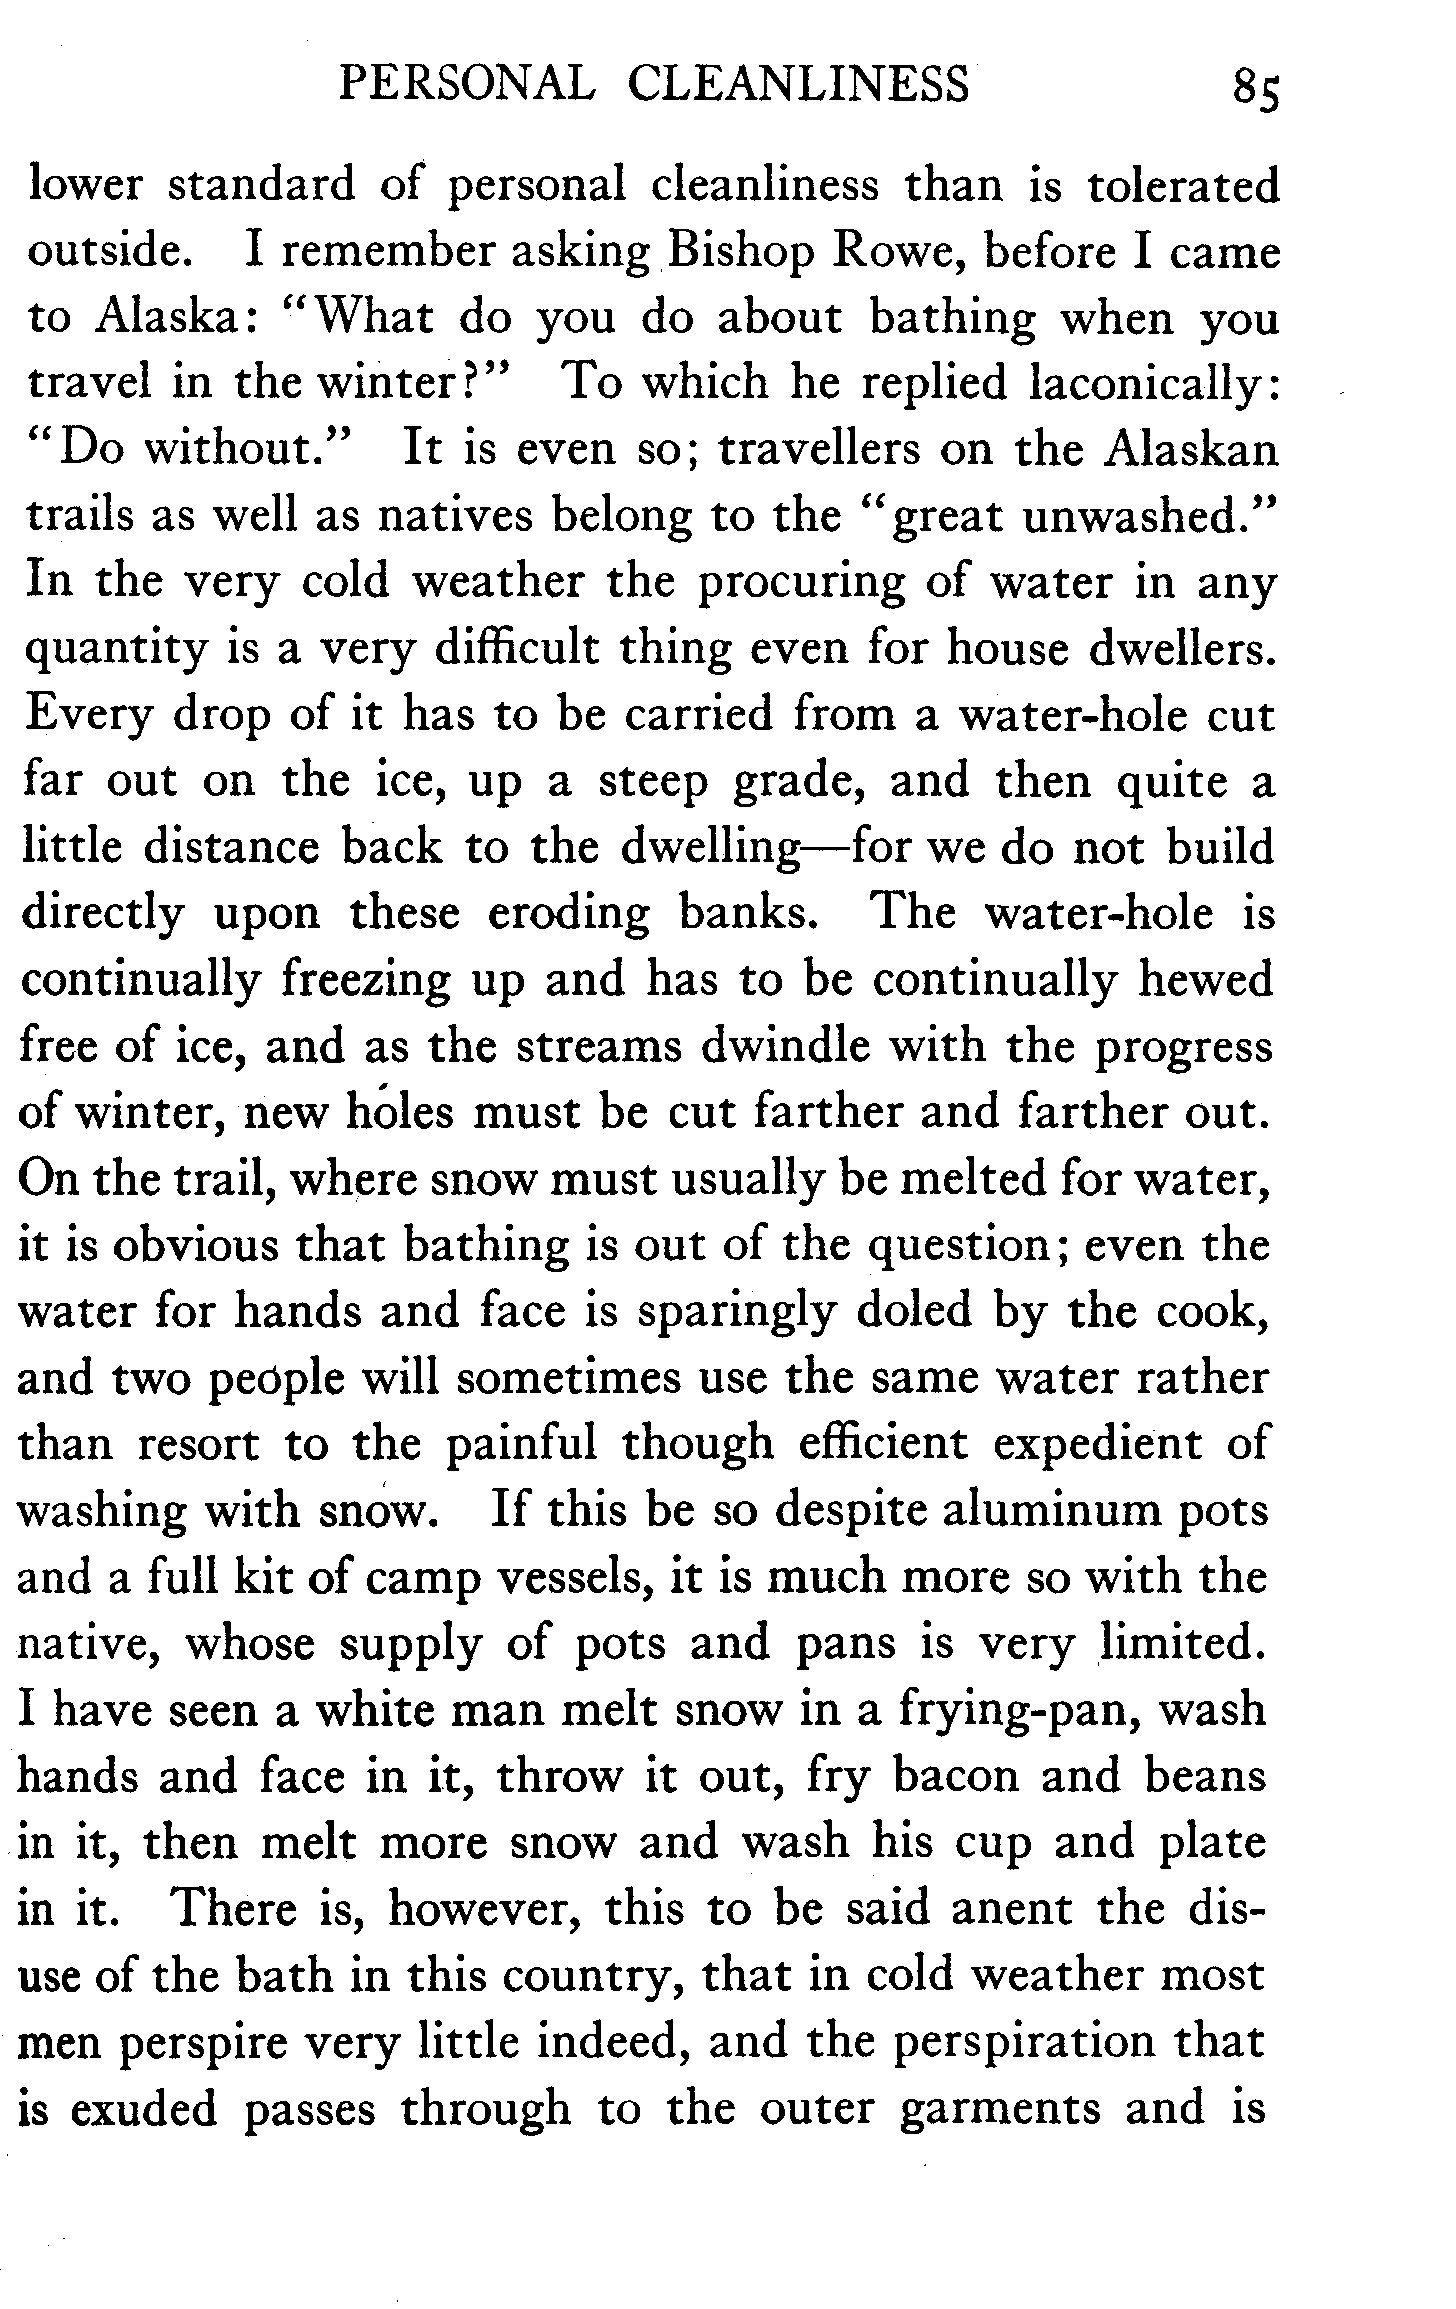 PERSONAL CLEANLINESS 85
lower standard of personal cleanliness than is tolerated
outside. I remember asking Bishop Rowe, before I came
to Alaska: "What do you do about bathing when you
travel in the winter?" To which he replied laconically:
"Do without." It is even so; travellers on the Alaskan
trails as well as natives belong to the "great unwashed."
In the very cold weather the procuring of water in any
quantity is a very difficult thing even for house dwellers.
Every drop of it has to be carried from a water-hole cut
far out on the ice, up a steep grade, and then quite a
little distance back to the dwelling—for we do not build
directly upon these eroding banks. The water-hole is
continually freezing up and has to be continually hewed
free of ice, and as the streams dwindle with the progress
of winter, new holes must be cut farther and farther out.
On the trail, where snow must usually be melted for water,
it is obvious that bathing is out of the question; even the
water for hands and face is sparingly doled by the cook,
and two people will sometimes use the same water rather
than resort to the painful though efficient expedient of
washing with snow. If this be so despite aluminum pots
and a full kit of camp vessels, it is much more so with the
native, whose supply of pots and pans is very limited.
I have seen a white man melt snow in a frying-pan, wash
hands and face in it, throw it out, fry bacon and beans
in it, then melt more snow and wash his cup and plate
in it. There is, however, this to be said anent the dis-
use of the bath in this country, that in cold weather most
men perspire very little indeed, and the perspiration that
is exuded passes through to the outer garments and is